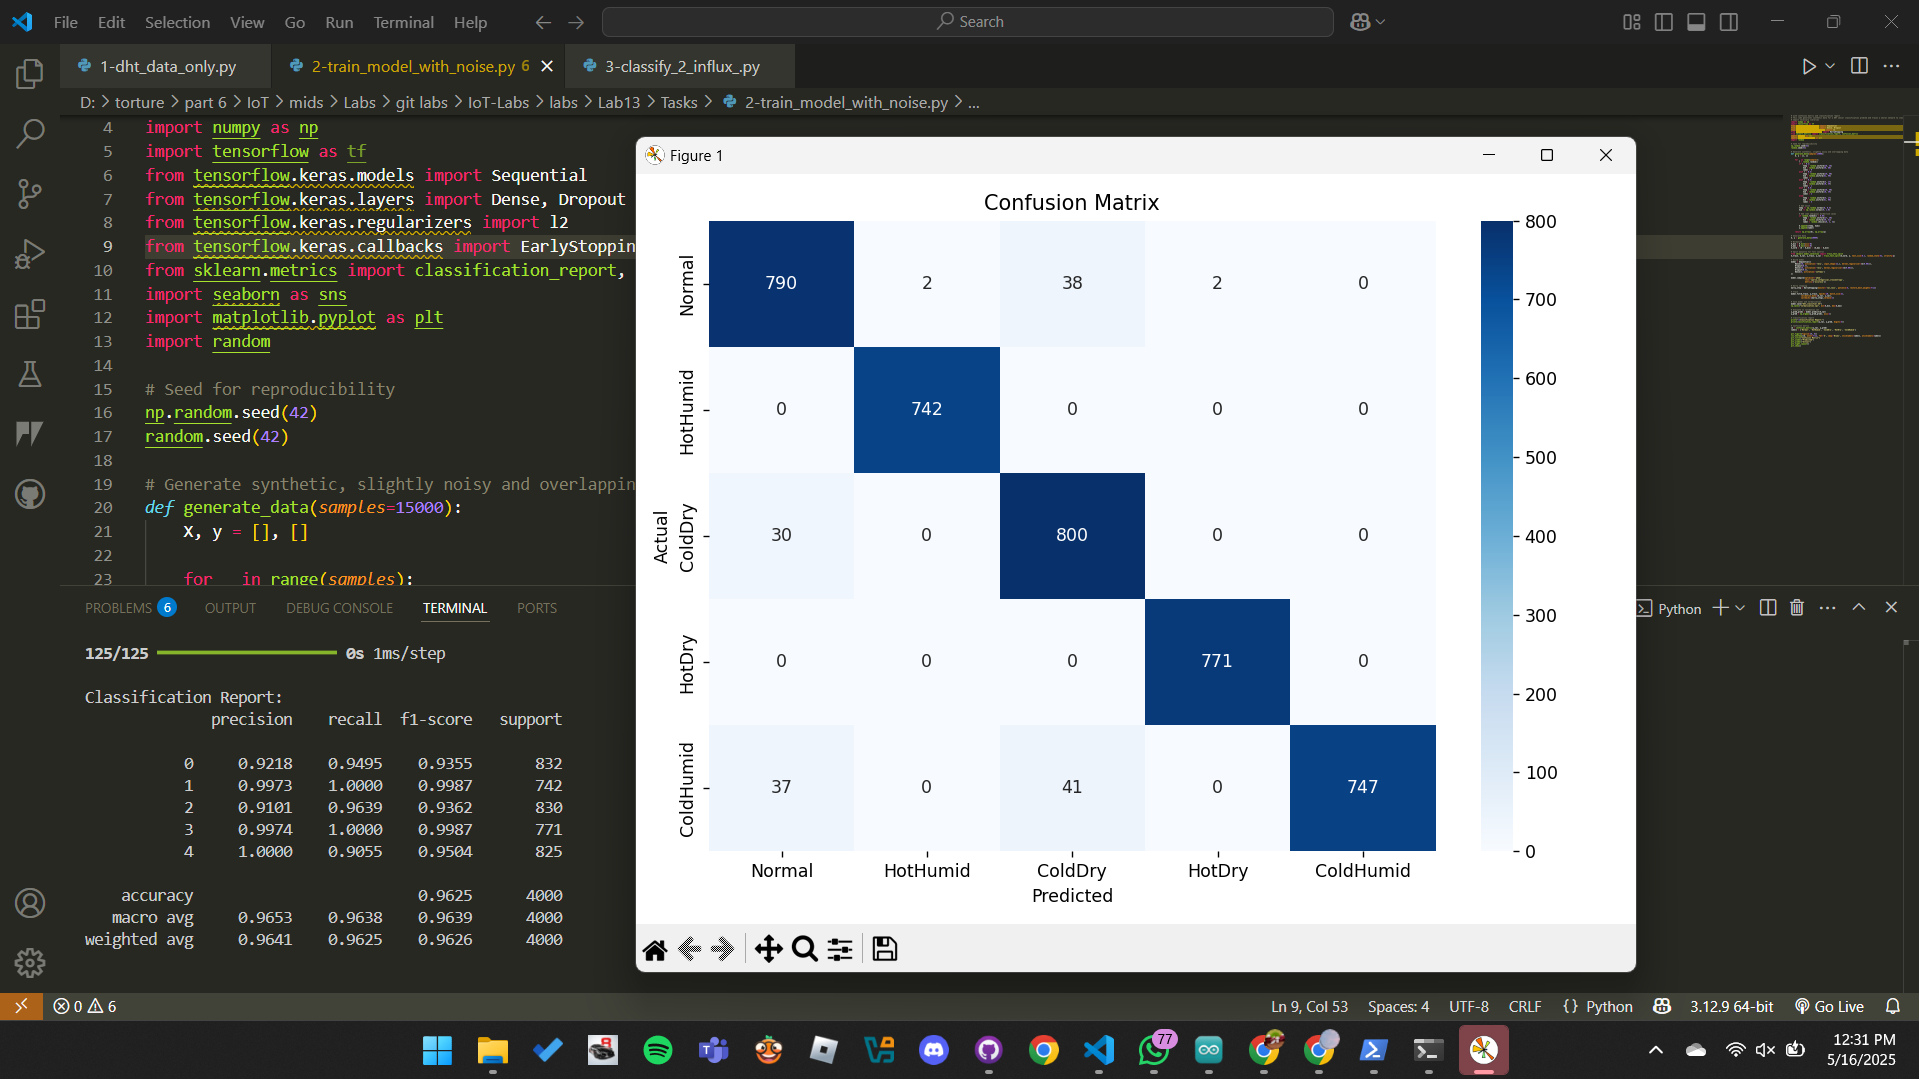 File Edit Selection View Go Run Terminal Help
Search
1-dht_data_only.py
2-train_model_with_noise.py 6
3-classify_2_influx_.py
D: > torture > part 6 > IoT > mids > Labs > git labs > IoT-Labs > labs > Lab13 > Tasks > 2-train_model_with_noise.py > ...
4 import numpy as np
5 import tensorflow as tf
6 from tensorflow.keras.models import Sequential
7 from tensorflow.keras.layers import Dense, Dropout
8 from tensorflow.keras.regularizers import l2
9 from tensorflow.keras.callbacks import EarlyStoppin
10 from sklearn.metrics import classification_report,
11 import seaborn as sns
12 import matplotlib.pyplot as plt
13 import random
14
15 # Seed for reproducibility
16 np.random.seed(42)
17 random.seed(42)
18
19 # Generate synthetic, slightly noisy and overlappin
20 def generate_data(samples=15000):
21 X, y = [], []
22
23 for _ in range(samples):
PROBLEMS 6 OUTPUT DEBUG CONSOLE TERMINAL PORTS
Python
125/125 0s 1ms/step
Classification Report:
precision recall f1-score support
0 0.9218 0.9495 0.9355 832
1 0.9973 1.0000 0.9987 742
2 0.9101 0.9639 0.9362 830
3 0.9974 1.0000 0.9987 771
4 1.0000 0.9055 0.9504 825
accuracy 0.9625 4000
macro avg 0.9653 0.9638 0.9639 4000
weighted avg 0.9641 0.9625 0.9626 4000
Figure 1
Confusion Matrix
Actual
Normal 790 2 38 2 0
HotHumid 0 742 0 0 0
ColdDry 30 0 800 0 0
HotDry 0 0 0 771 0
ColdHumid 37 0 41 0 747
Normal HotHumid ColdDry HotDry ColdHumid
Predicted
800
700
600
500
400
300
200
100
0
0 6
Ln 9, Col 53 Spaces: 4 UTF-8 CRLF {} Python 3.12.9 64-bit Go Live
77
12:31 PM
5/16/2025